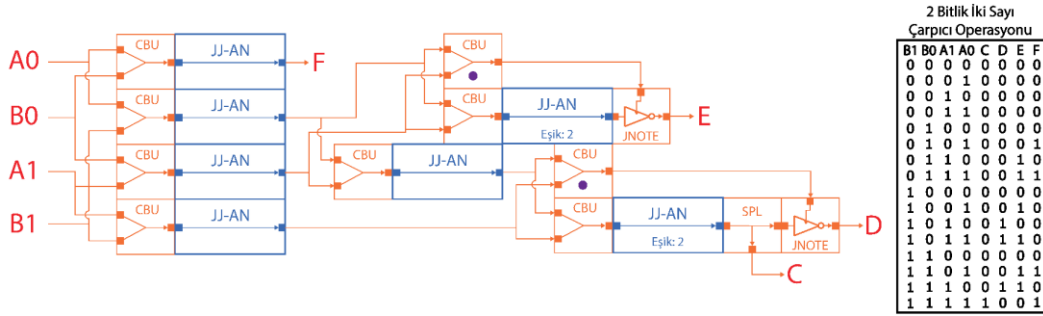 2 Bitlik İki Sayı
Çarpıcı Operasyonu
B1 B0 A1 A0 C D E F
0 0 0 0 0 0 0 0
0 0 0 1 0 0 0 0
0 0 1 0 0 0 0 0
0 0 1 1 0 0 0 0
0 1 0 0 0 0 0 0
0 1 0 1 0 0 0 1
0 1 1 0 0 0 1 0
0 1 1 1 0 0 1 1
1 0 0 0 0 0 0 0
1 0 0 1 0 0 1 0
1 0 1 0 0 1 0 0
1 0 1 1 0 1 1 0
1 1 0 0 0 0 0 0
1 1 0 1 0 0 1 1
1 1 1 0 0 1 1 0
1 1 1 1 1 0 0 1
A0
B0
A1
B1
CBU
JJ-AN
F
CBU
JJ-AN
CBU
JJ-AN
CBU
JJ-AN
CBU
CBU
JJ-AN
Eşik: 2
JNOTE
E
CBU
JJ-AN
CBU
CBU
JJ-AN
Eşik: 2
SPL
JNOTE
D
C